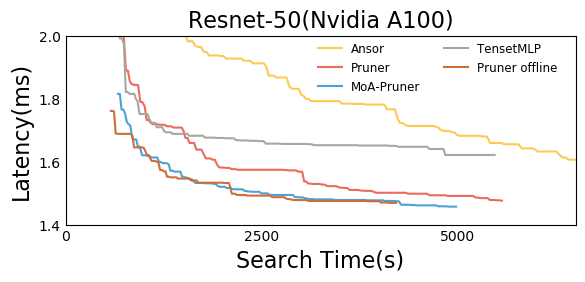 Resnet-50(Nvidia A100)
Latency(ms)
2.0
1.8
1.6
1.4
Ansor
Pruner
MoA-Pruner
TensetMLP
Pruner offline
0
2500
5000
Search Time(s)